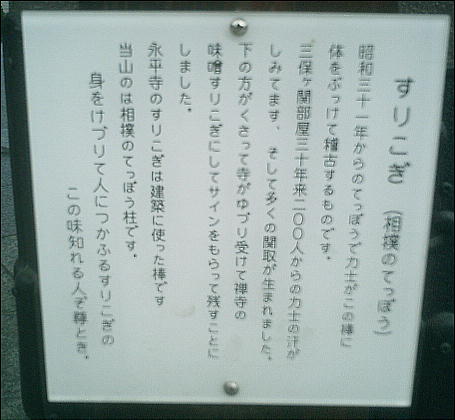 すりこぎ（相撲のてっぽう）
昭和三十一年からのてっぽうで力士がこの棒に
体をぶっけて稽古するものです。
三保ヶ関部屋三十年来二〇〇人からの力士の汗が
しみてます、そして多くの関取が生まれました。
下の方がくさって寺がゆづり受けて禅寺の
味噌すりこぎにしてサインをもらって残すことに
しました。
永平寺のすりこぎは建築に使った棒です
当山のは相撲のてっぽう柱です。
身をけづりて人につかふるすりこぎの
この味知れる人ぞ尊とき。